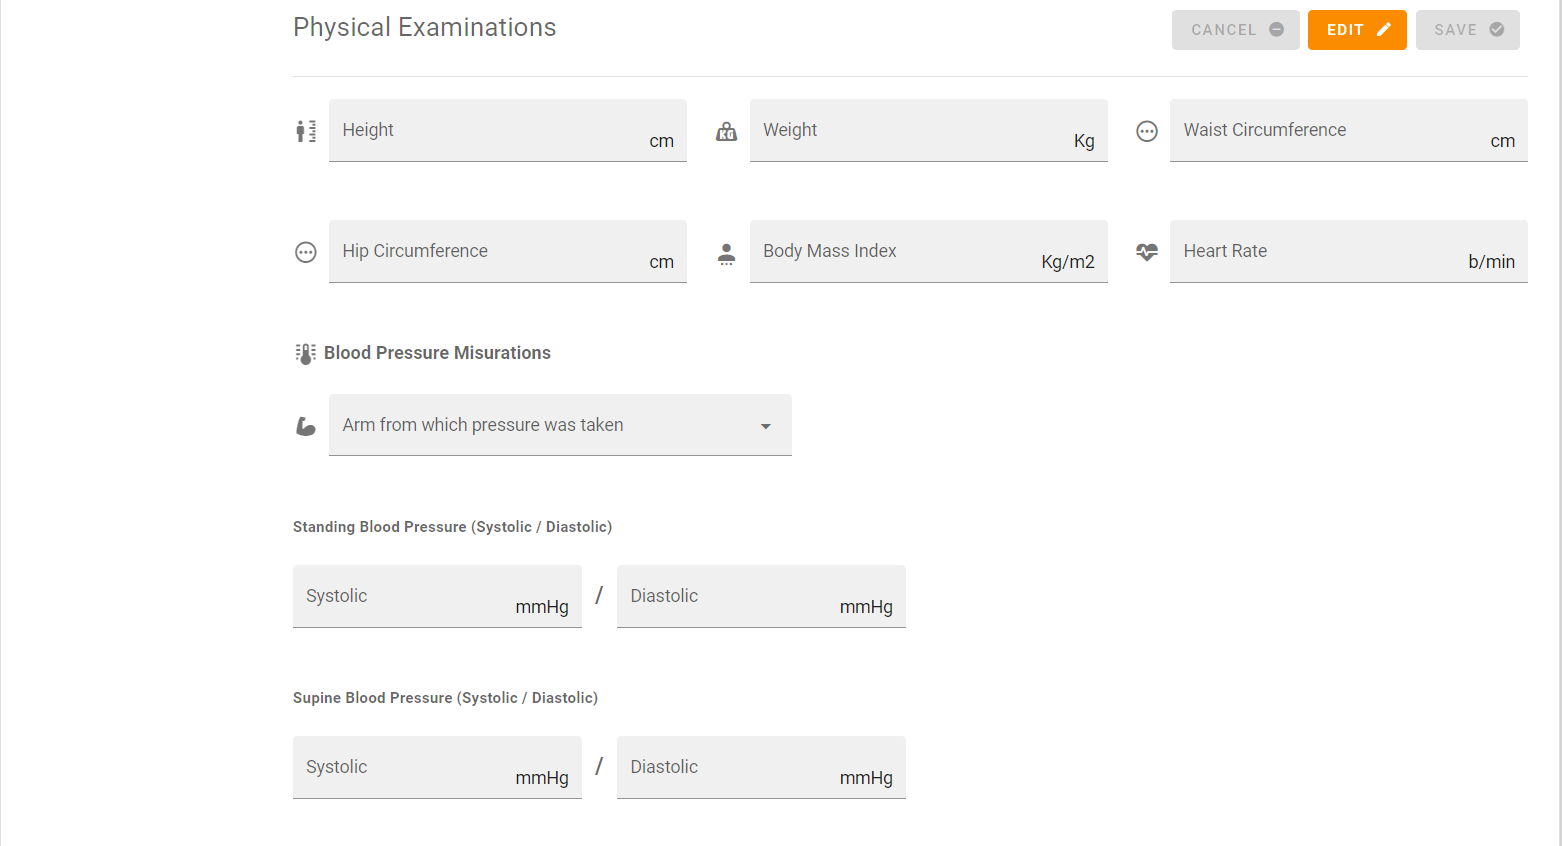 Physical Examinations
CANCEL EDIT SAVE
Height cm Weight Kg Waist Circumference cm
Hip Circumference cm Body Mass Index Kg/m2 Heart Rate b/min
Blood Pressure Misurations
Arm from which pressure was taken
Standing Blood Pressure (Systolic / Diastolic)
Systolic mmHg / Diastolic mmHg
Supine Blood Pressure (Systolic / Diastolic)
Systolic mmHg / Diastolic mmHg